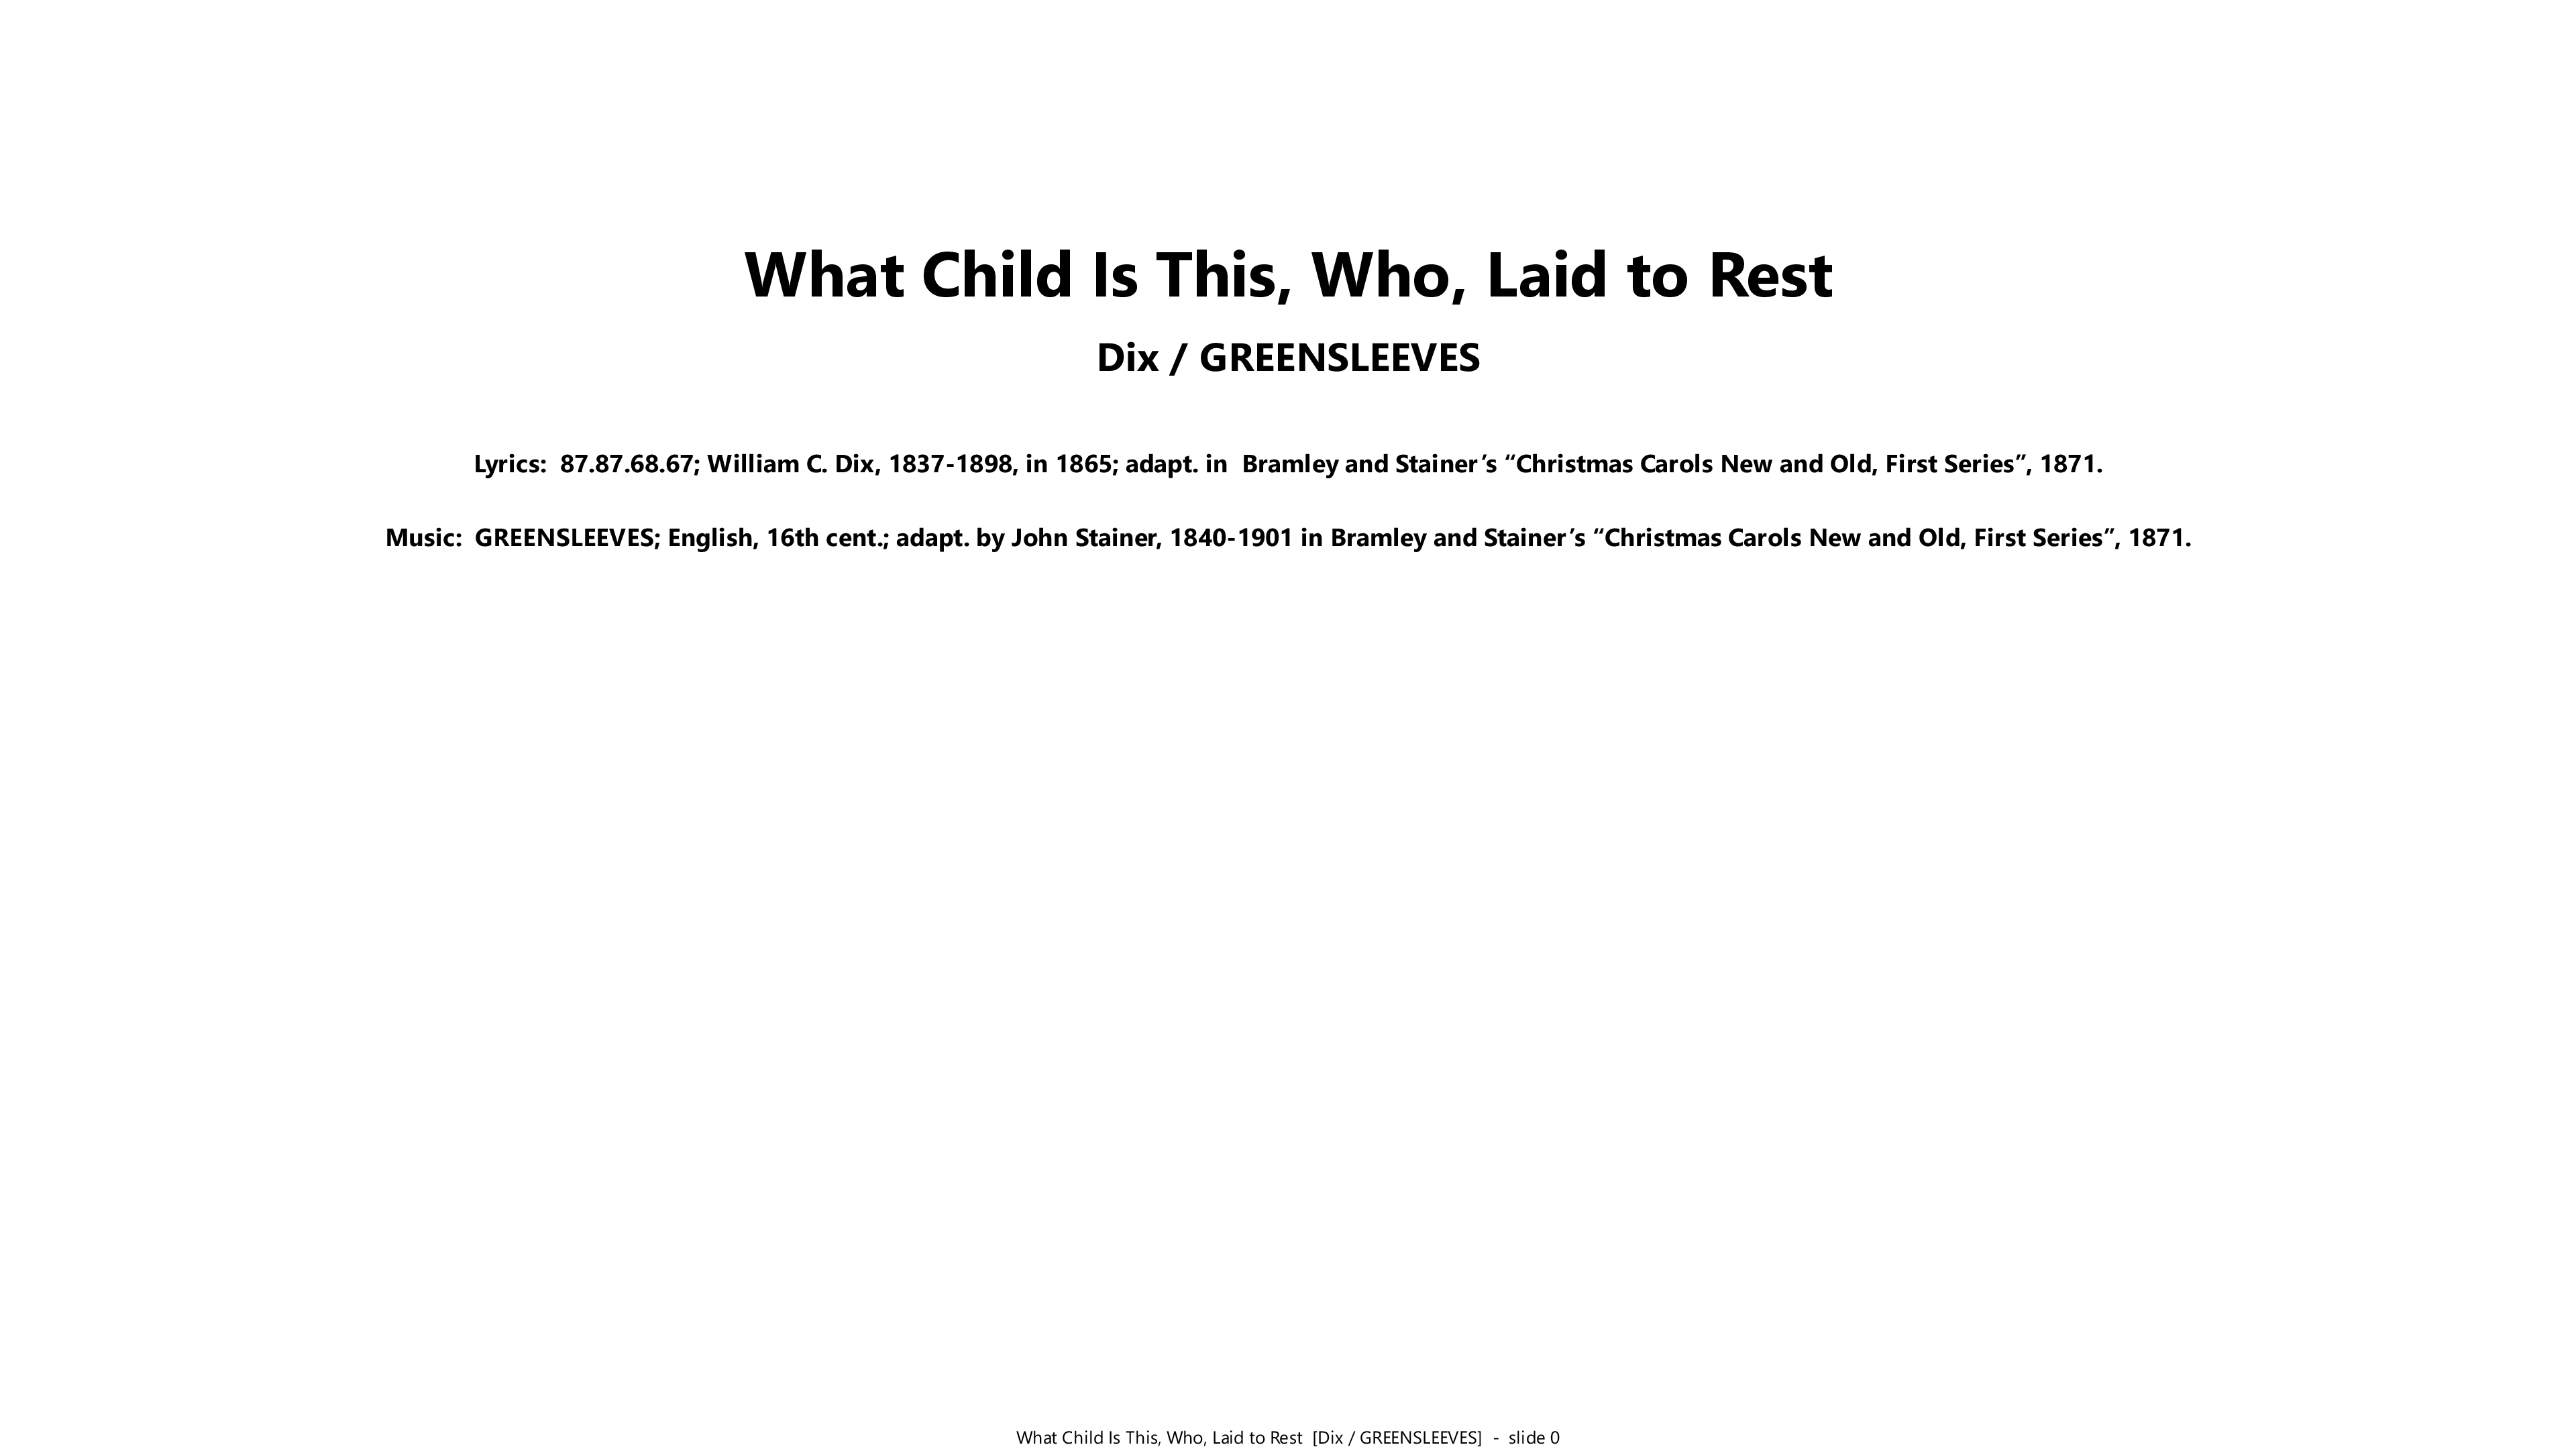 What Child Is This, Who, Laid to Rest
Dix / GREENSLEEVES
Lyrics:  87.87.68.67; William C. Dix, 1837-1898, in 1865; adapt. in  Bramley and Stainer’s “Christmas Carols New and Old, First Series”, 1871.
Music:  GREENSLEEVES; English, 16th cent.; adapt. by John Stainer, 1840-1901 in Bramley and Stainer’s “Christmas Carols New and Old, First Series”, 1871.
What Child Is This, Who, Laid to Rest  [Dix / GREENSLEEVES]  -  slide 0